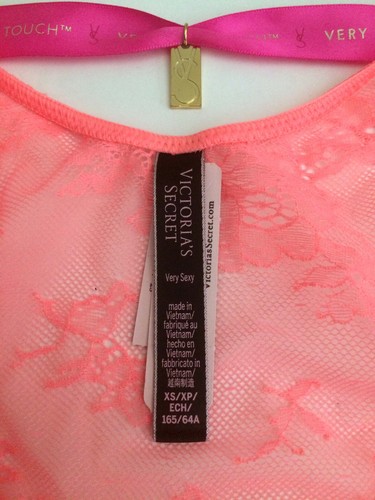 TOUCH™
VERY
VICTORIA'S
SECRET
victoriasSecret.com
Very Sexy
made in
Vietnam/
fabriqué au
Vietnam/
hecho en
Vietnam/
fabbricato in
Vietnam/
越南制造
XS/XP/
ECH/
165/64A